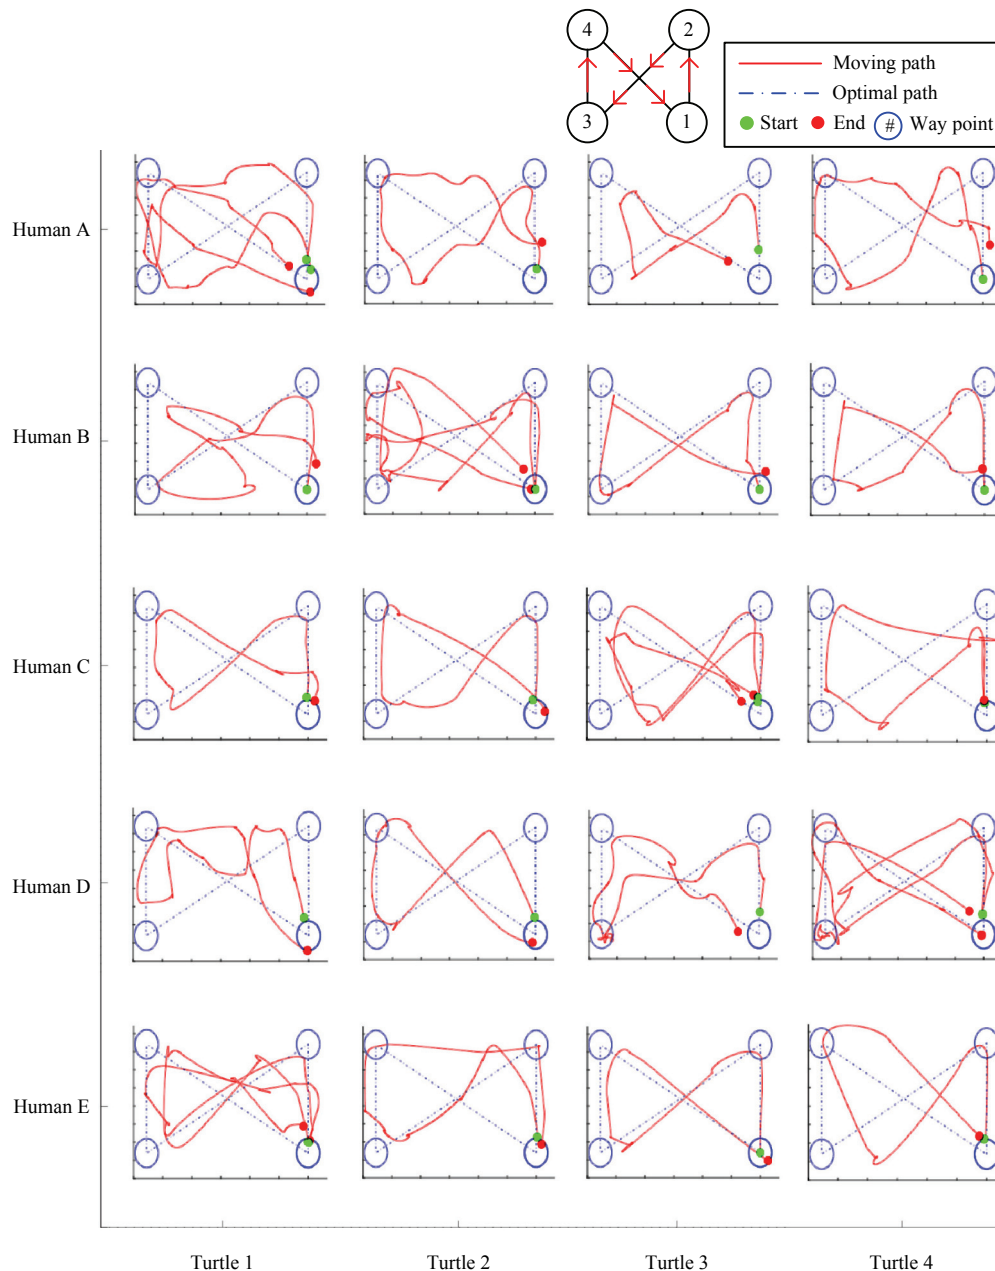 4
2
3
1
Moving path
Optimal path
Start
End
# Way point
Human A
Human B
Human C
Human D
Human E
Turtle 1
Turtle 2
Turtle 3
Turtle 4